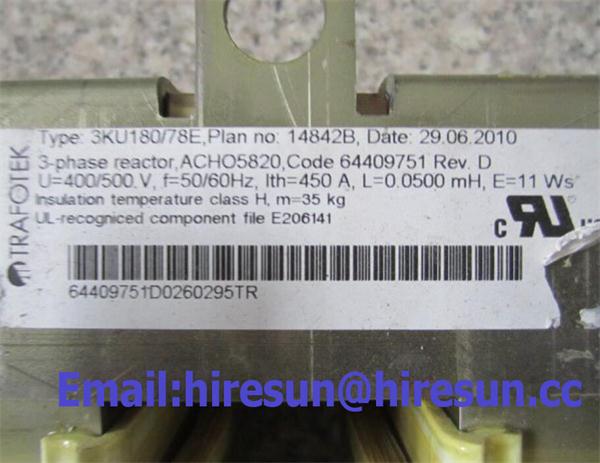 TRAFOTEK
Type: 3KU180/78E,Plan no: 14842B, Date: 29.06.2010
3-phase reactor,ACHO5820,Code 64409751 Rev. D
U=400/500.V, f=50/60Hz, Ith=450 A, L=0.0500 mH, E=11 Ws
Insulation temperature class H, m=35 kg
UL-recogniced component file E206141
c
64409751D0260295TR
Email:hiresun@hiresun.cc